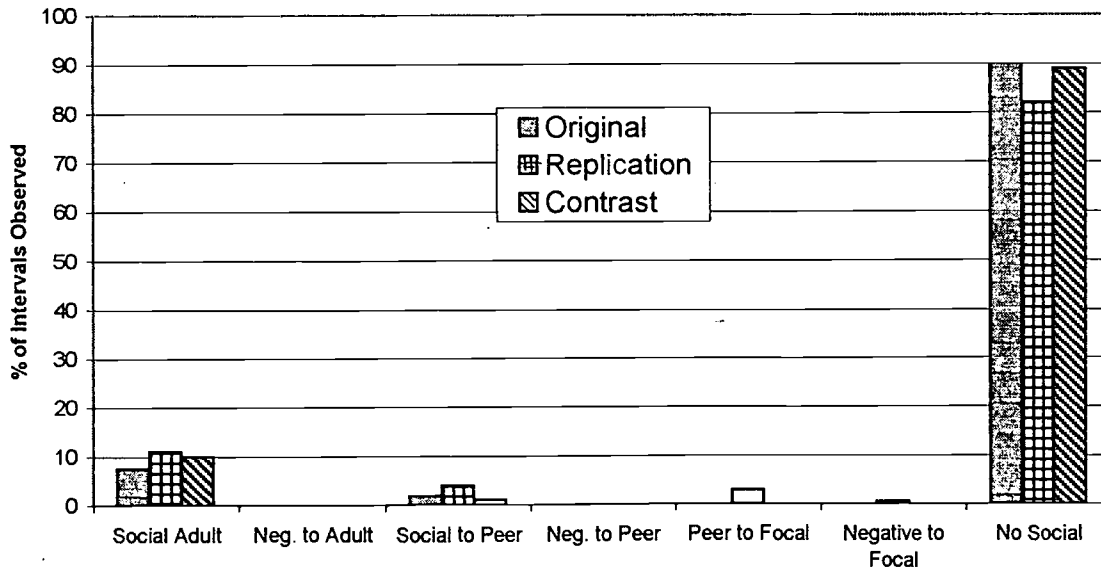 100
90
80
70
60
50
40
30
20
10
0
% of Intervals Observed
Original
Replication
Contrast
Social Adult
Neg. to Adult
Social to Peer
Neg. to Peer
Peer to Focal
Negative to
Focal
No Social